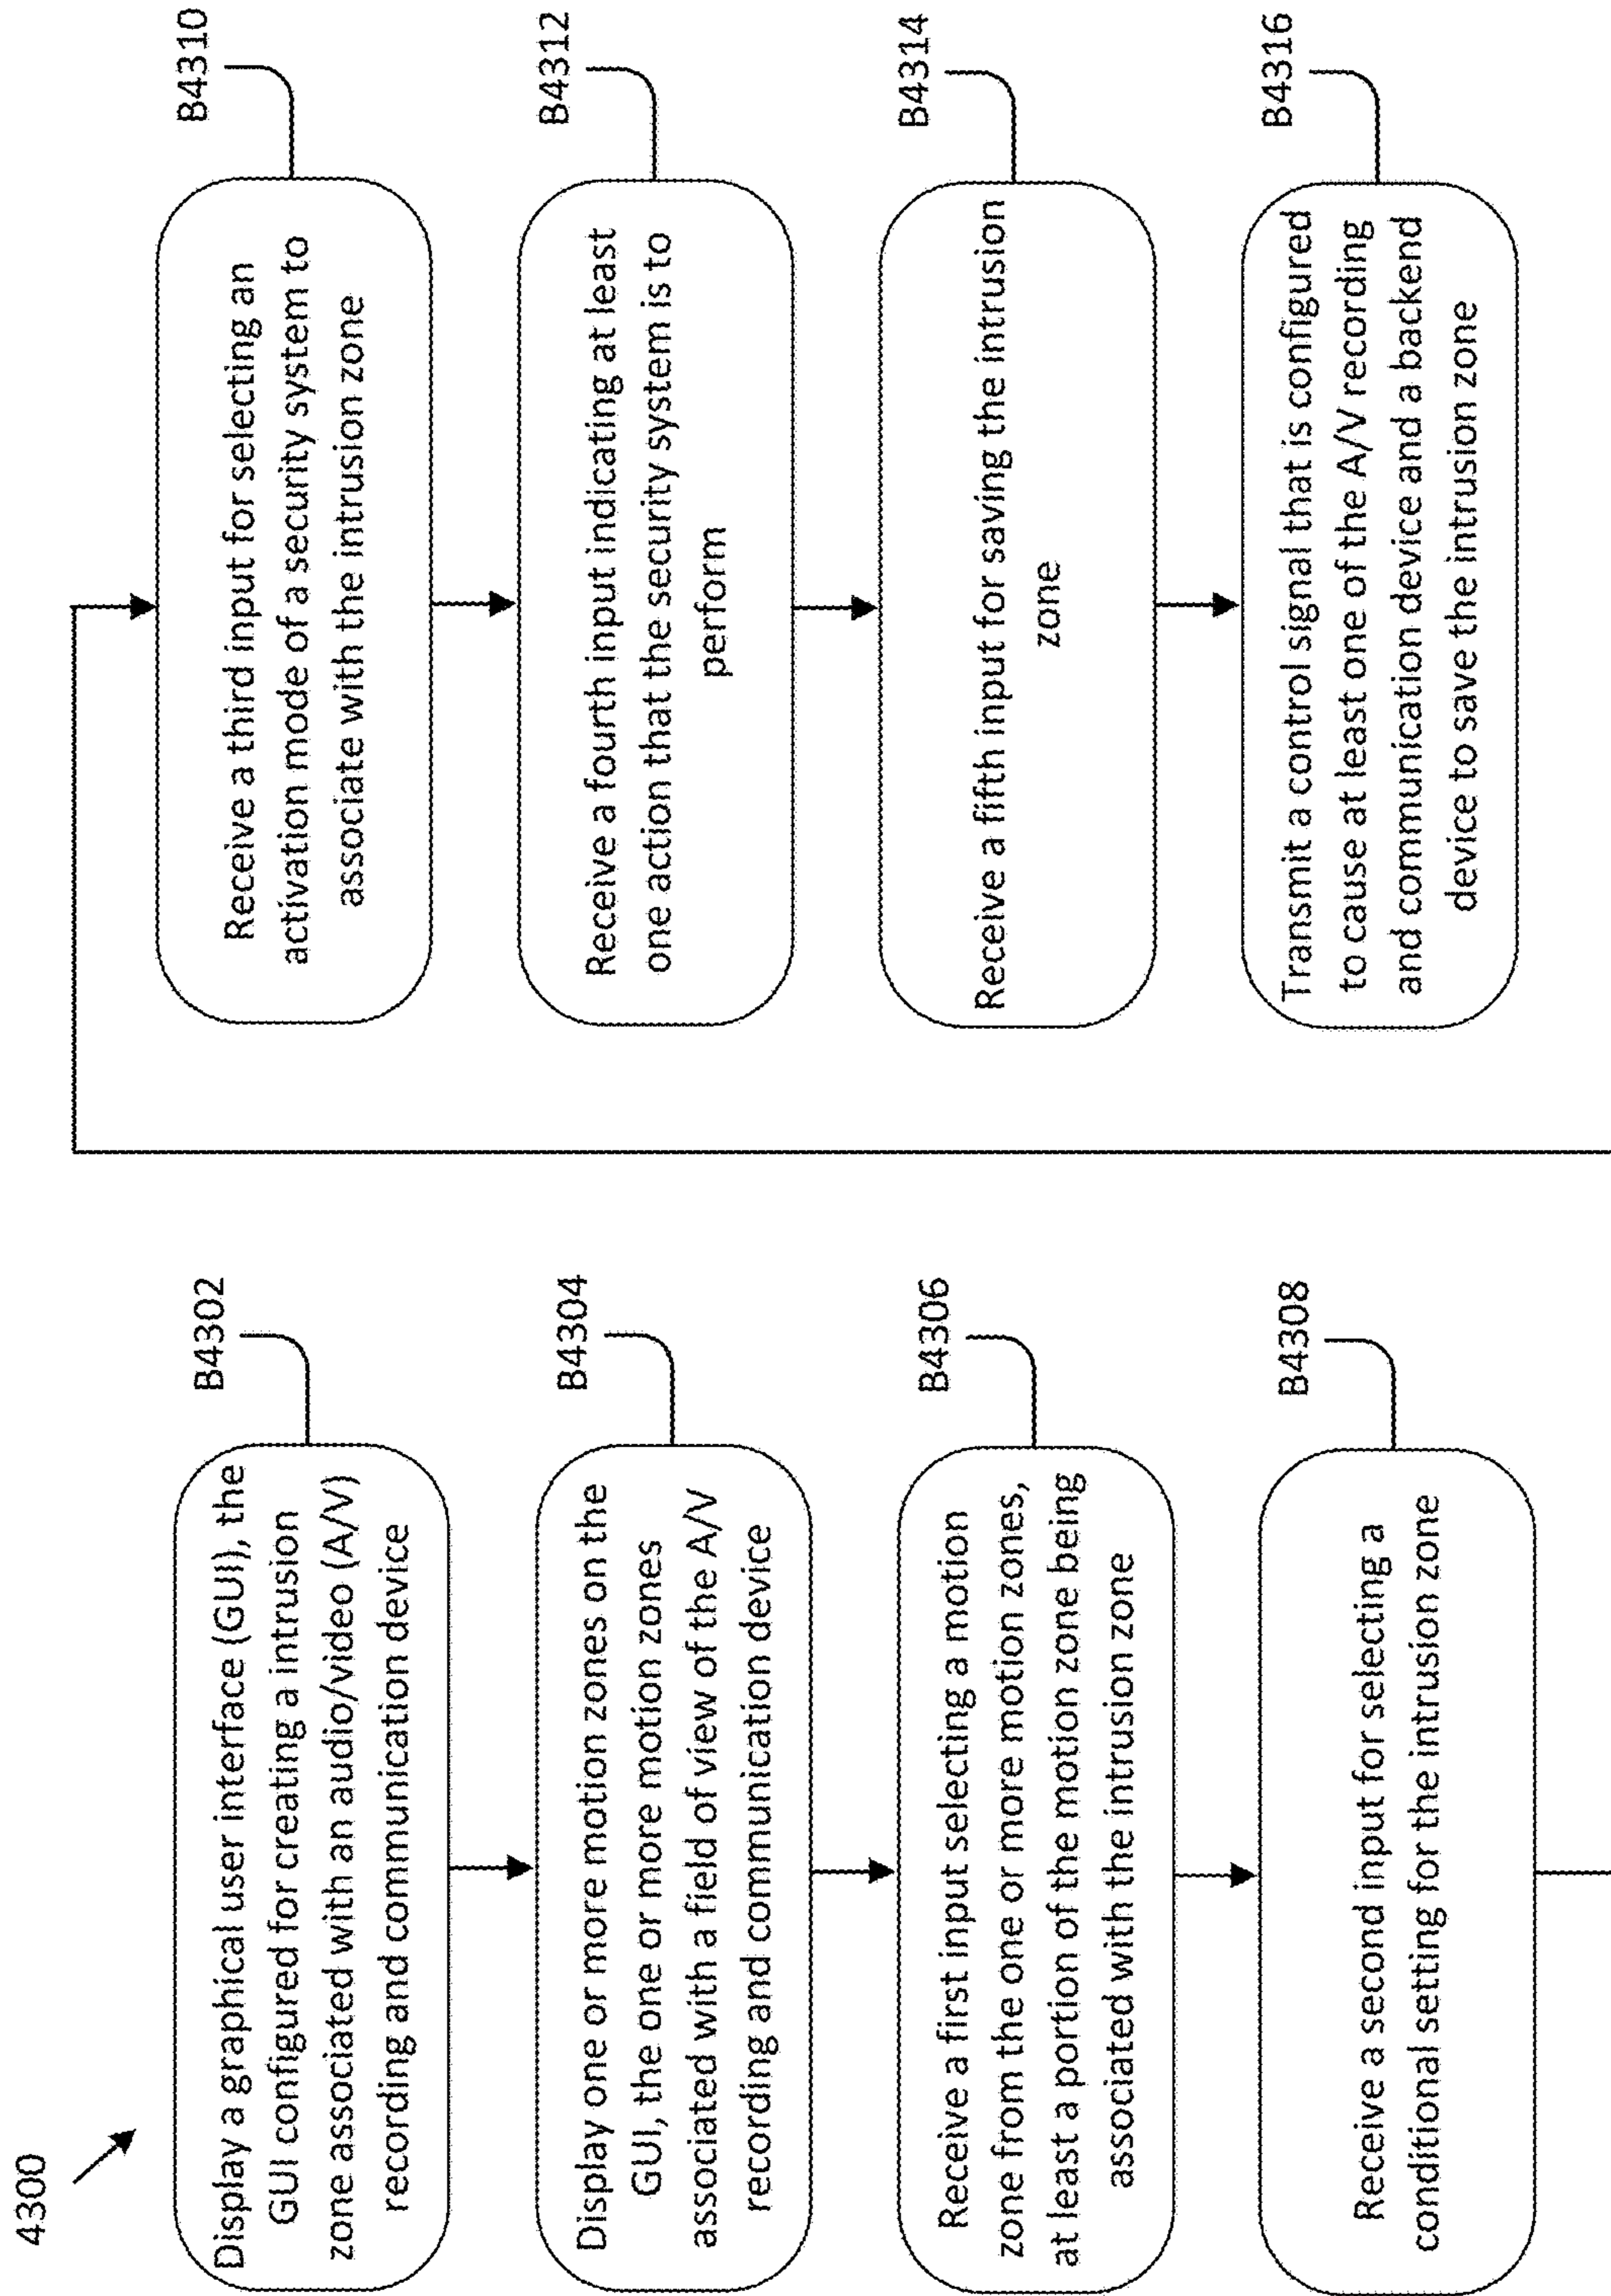 4300
B4302
Display a graphical user interface (GUI), the
GUI configured for creating a intrusion
zone associated with an audio/video (A/V)
recording and communication device
B4304
Display one or more motion zones on the
GUI, the one or more motion zones
associated with a field of view of the A/V
recording and communication device
B4306
Receive a first input selecting a motion
zone from the one or more motion zones,
at least a portion of the motion zone being
associated with the intrusion zone
B4308
Receive a second input for selecting a
conditional setting for the intrusion zone
B4310
Receive a third input for selecting an
activation mode of a security system to
associate with the intrusion zone
B4312
Receive a fourth input indicating at least
one action that the security system is to
perform
B4314
Receive a fifth input for saving the intrusion
zone
B4316
Transmit a control signal that is configured
to cause at least one of the A/V recording
and communication device and a backend
device to save the intrusion zone